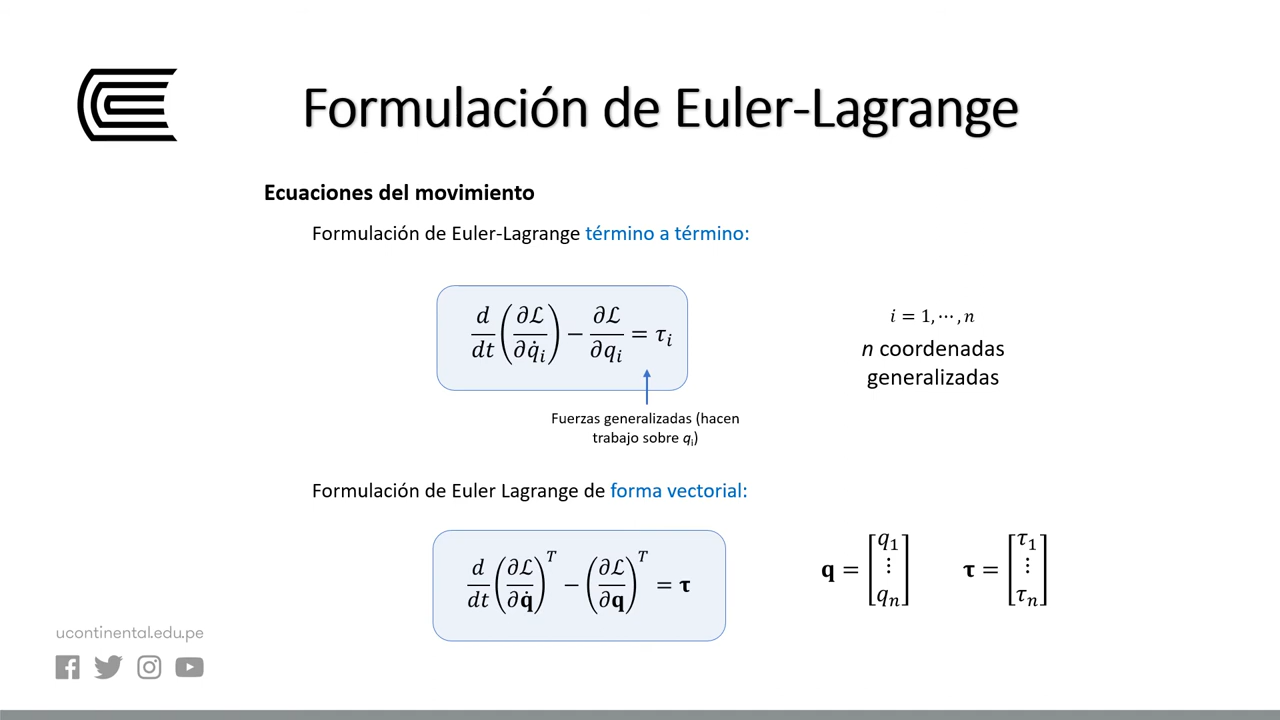 Formulación de Euler-Lagrange
Ecuaciones del movimiento
Formulación de Euler-Lagrange término a término:
d/dt(∂ℒ/∂q̇ᵢ) − ∂ℒ/∂qᵢ = τᵢ
i = 1, ⋯, n
n coordenadas
generalizadas
Fuerzas generalizadas (hacen
trabajo sobre qᵢ)
Formulación de Euler Lagrange de forma vectorial:
d/dt(∂ℒ/∂q̇)ᵀ − (∂ℒ/∂q)ᵀ = τ
q = [q₁ ⋮ qₙ] τ = [τ₁ ⋮ τₙ]
ucontinental.edu.pe